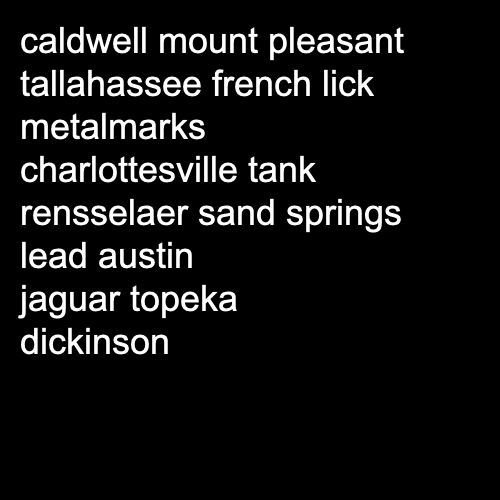 caldwell mount pleasant
tallahassee french lick
metalmarks
charlottesville tank
rensselaer sand springs
lead austin
jaguar topeka
dickinson